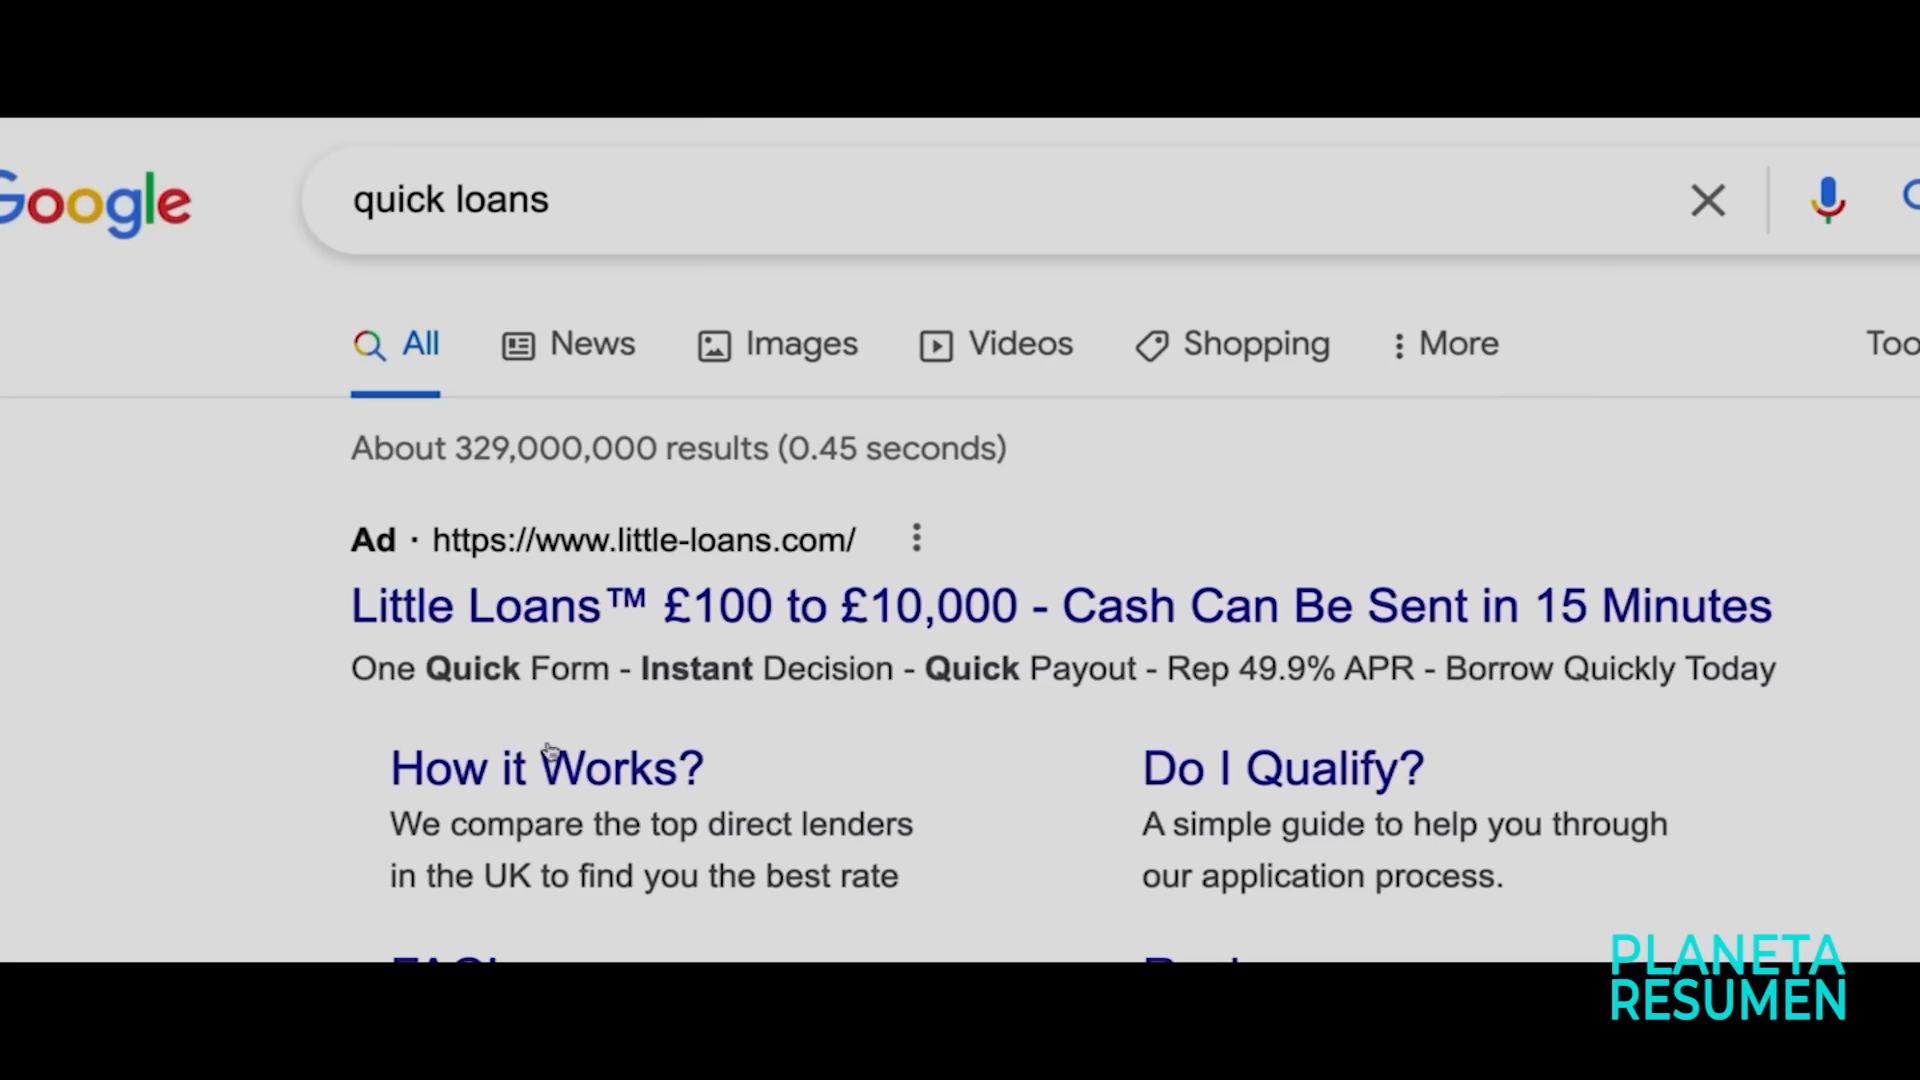 Google
quick loans
All News Images Videos Shopping More
About 329,000,000 results (0.45 seconds)
Ad · https://www.little-loans.com/
Little Loans™ £100 to £10,000 - Cash Can Be Sent in 15 Minutes
One Quick Form - Instant Decision - Quick Payout - Rep 49.9% APR - Borrow Quickly Today
How it Works?
We compare the top direct lenders
in the UK to find you the best rate
Do I Qualify?
A simple guide to help you through
our application process.
PLANETA
RESUMEN